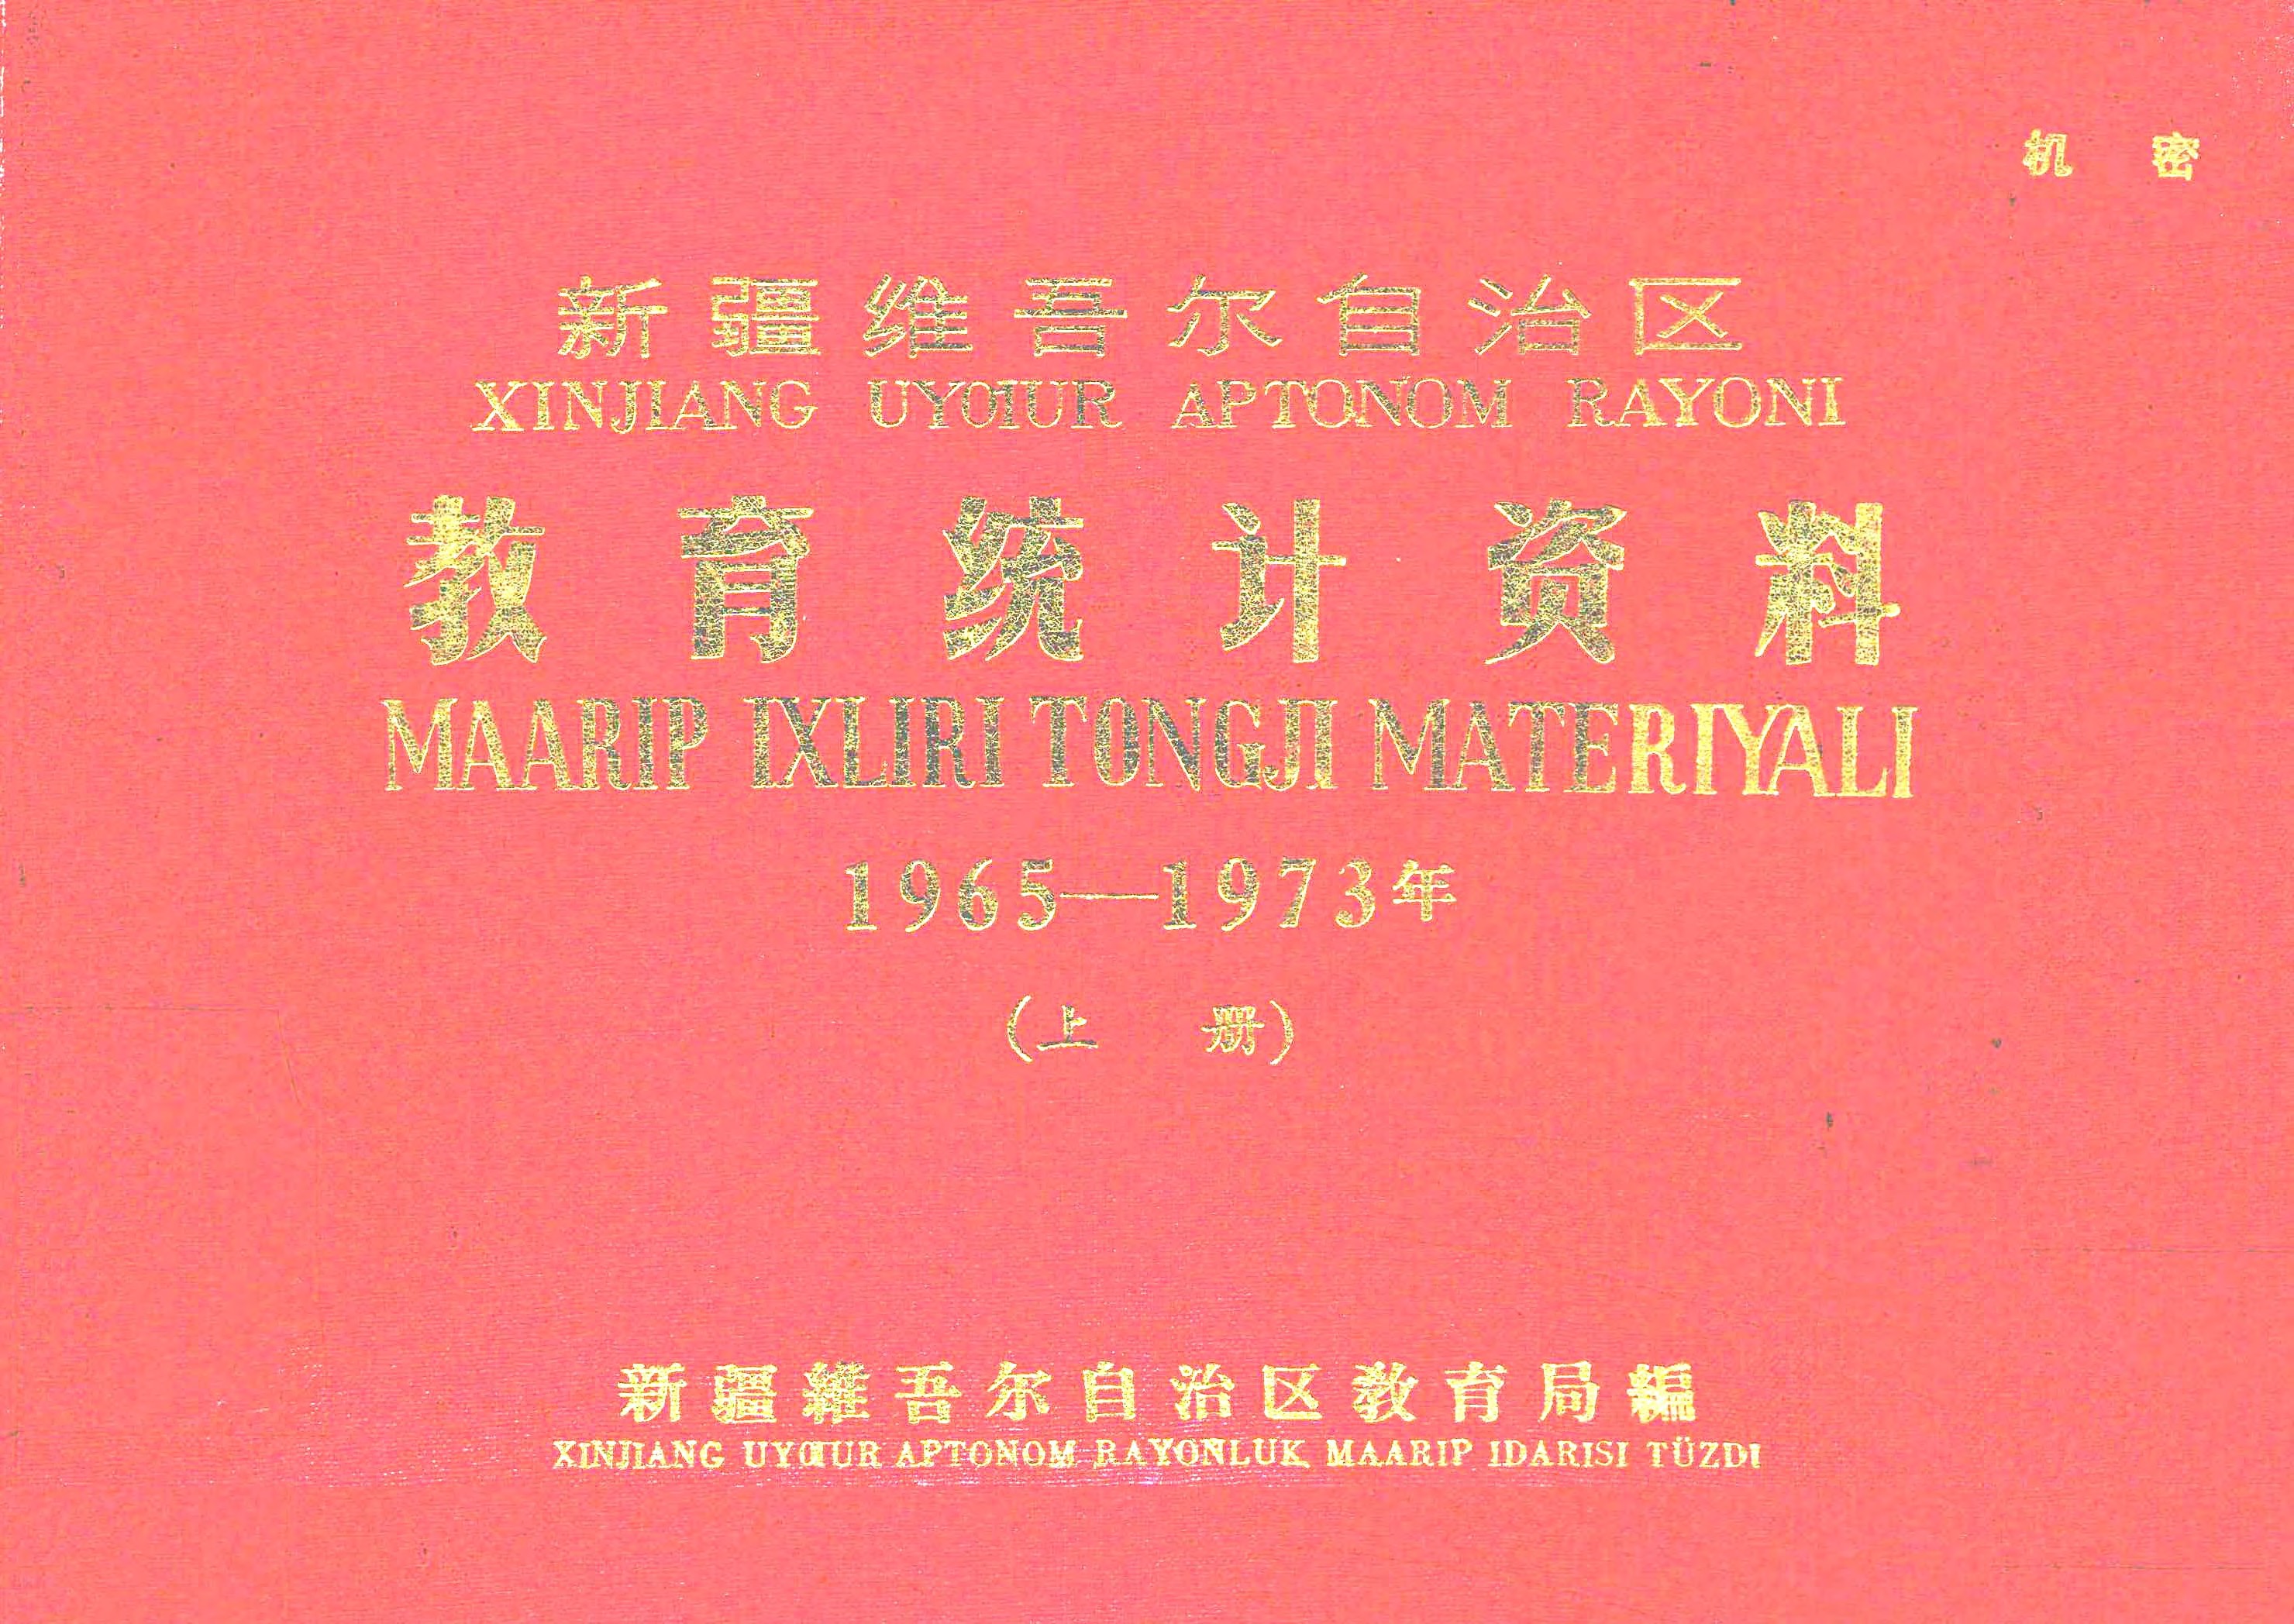 机 密
新疆维吾尔自治区
XINJIANG UYƢUR APTONOM RAYONI
教育统计资料
MAARIP IXLIRI TONGJI MATERIYALI
1965—1973年
(上 册)
新疆維吾尔自治区教育局編
XINJIANG UYƢUR APTONOM RAYONLUK MAARIP IDARISI TÜZDI